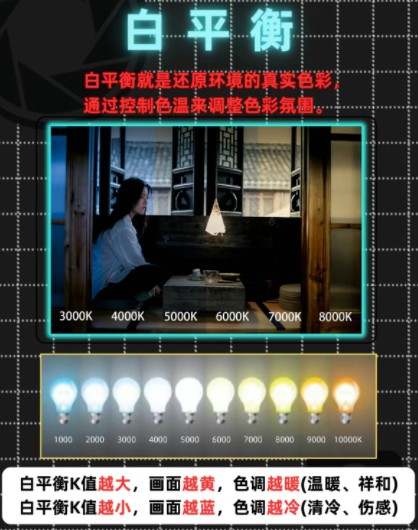 白平衡
白平衡就是还原环境的真实色彩，
通过控制色温来调整色彩氛围。
3000K 4000K 5000K 6000K 7000K 8000K
1000 2000 3000 4000 5000 6000 7000 8000 9000 10000K
白平衡K值越大，画面越黄，色调越暖(温暖、祥和)
白平衡K值越小，画面越蓝，色调越冷(清冷、伤感)